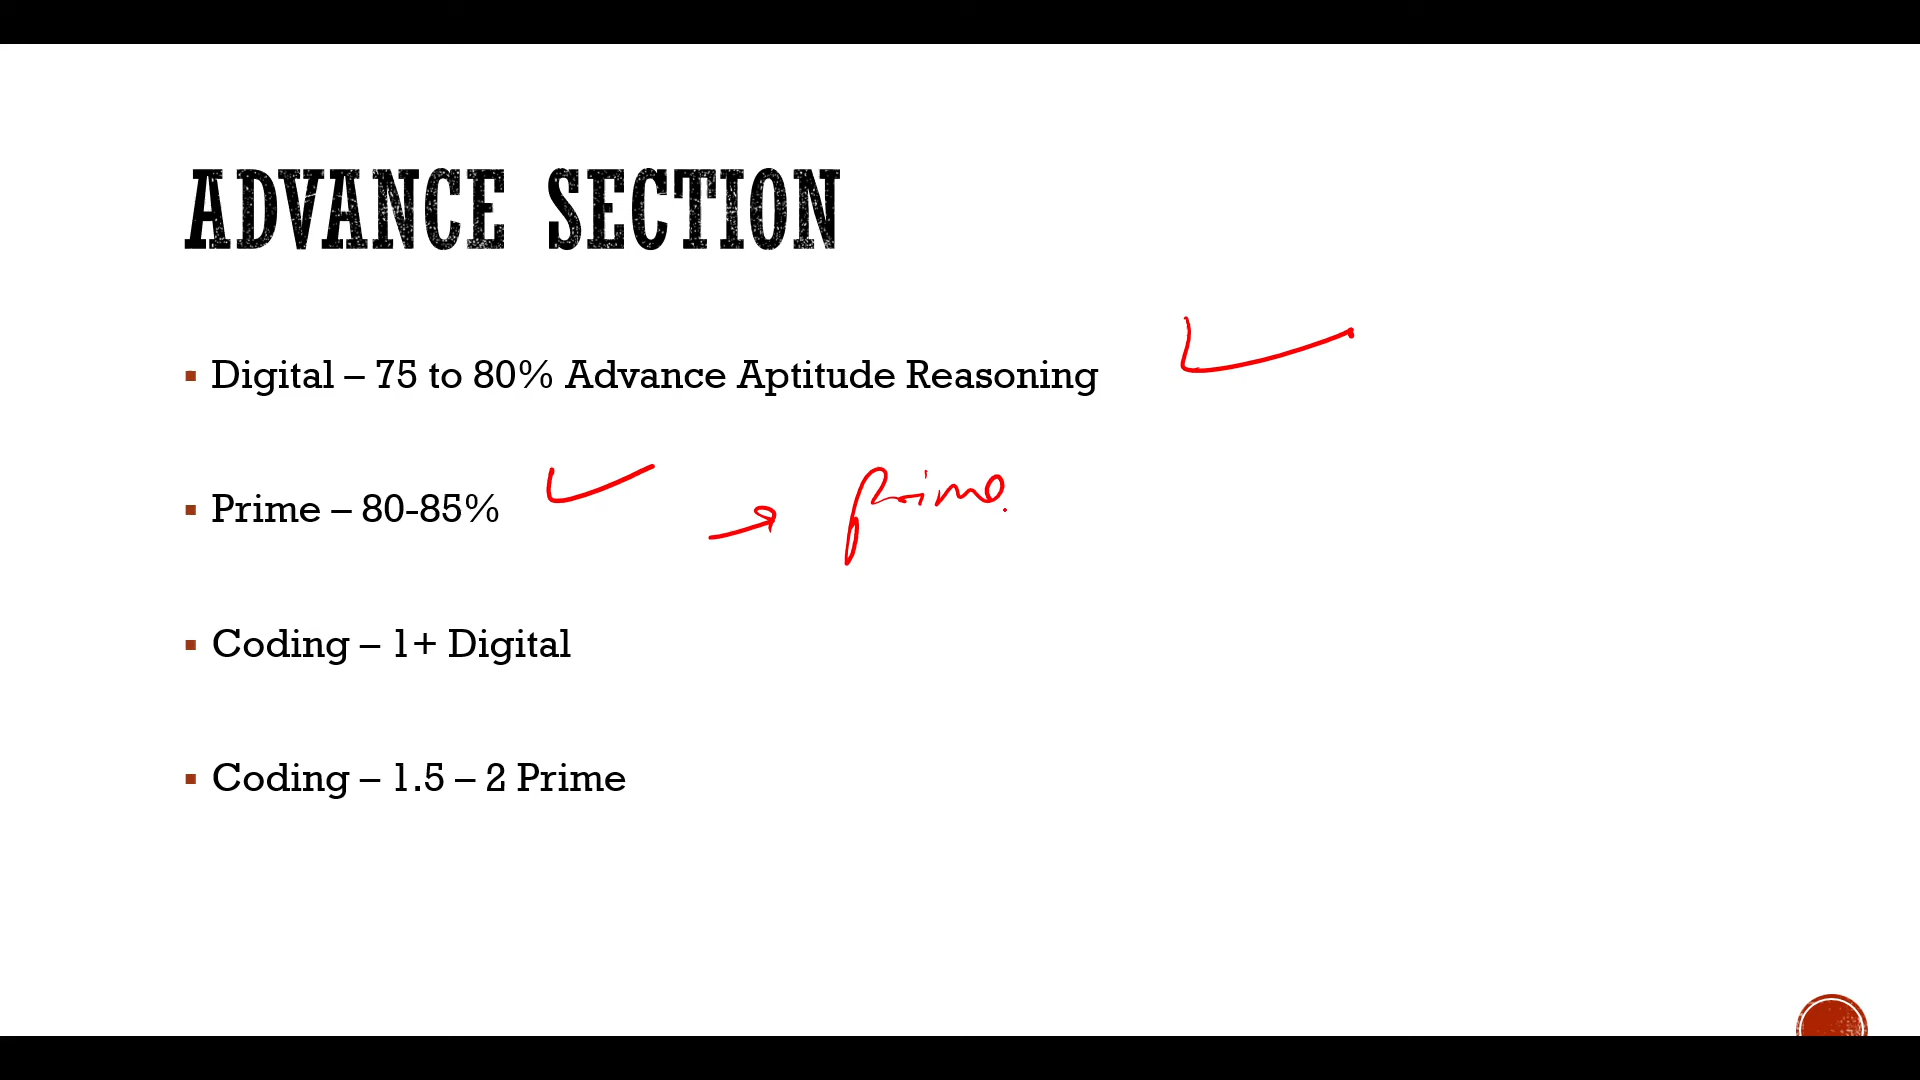 ADVANCE SECTION
▪ Digital – 75 to 80% Advance Aptitude Reasoning
▪ Prime – 80-85% → prime
▪ Coding – 1+ Digital
▪ Coding – 1.5 – 2 Prime